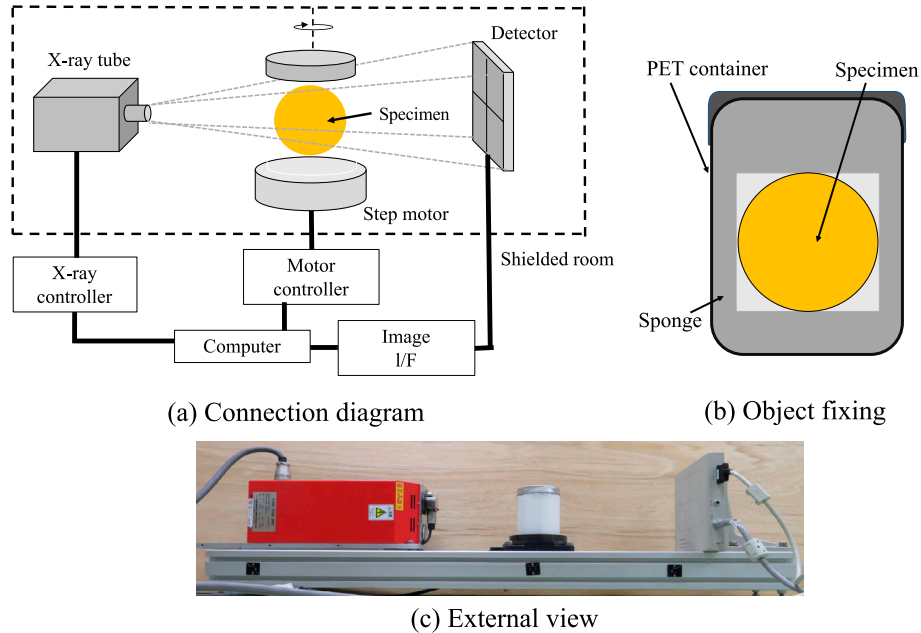 X-ray tube
Detector
Specimen
Step motor
Shielded room
X-ray
controller
Motor
controller
Computer
Image
l/F
(a) Connection diagram
PET container
Specimen
Sponge
(b) Object fixing
(c) External view